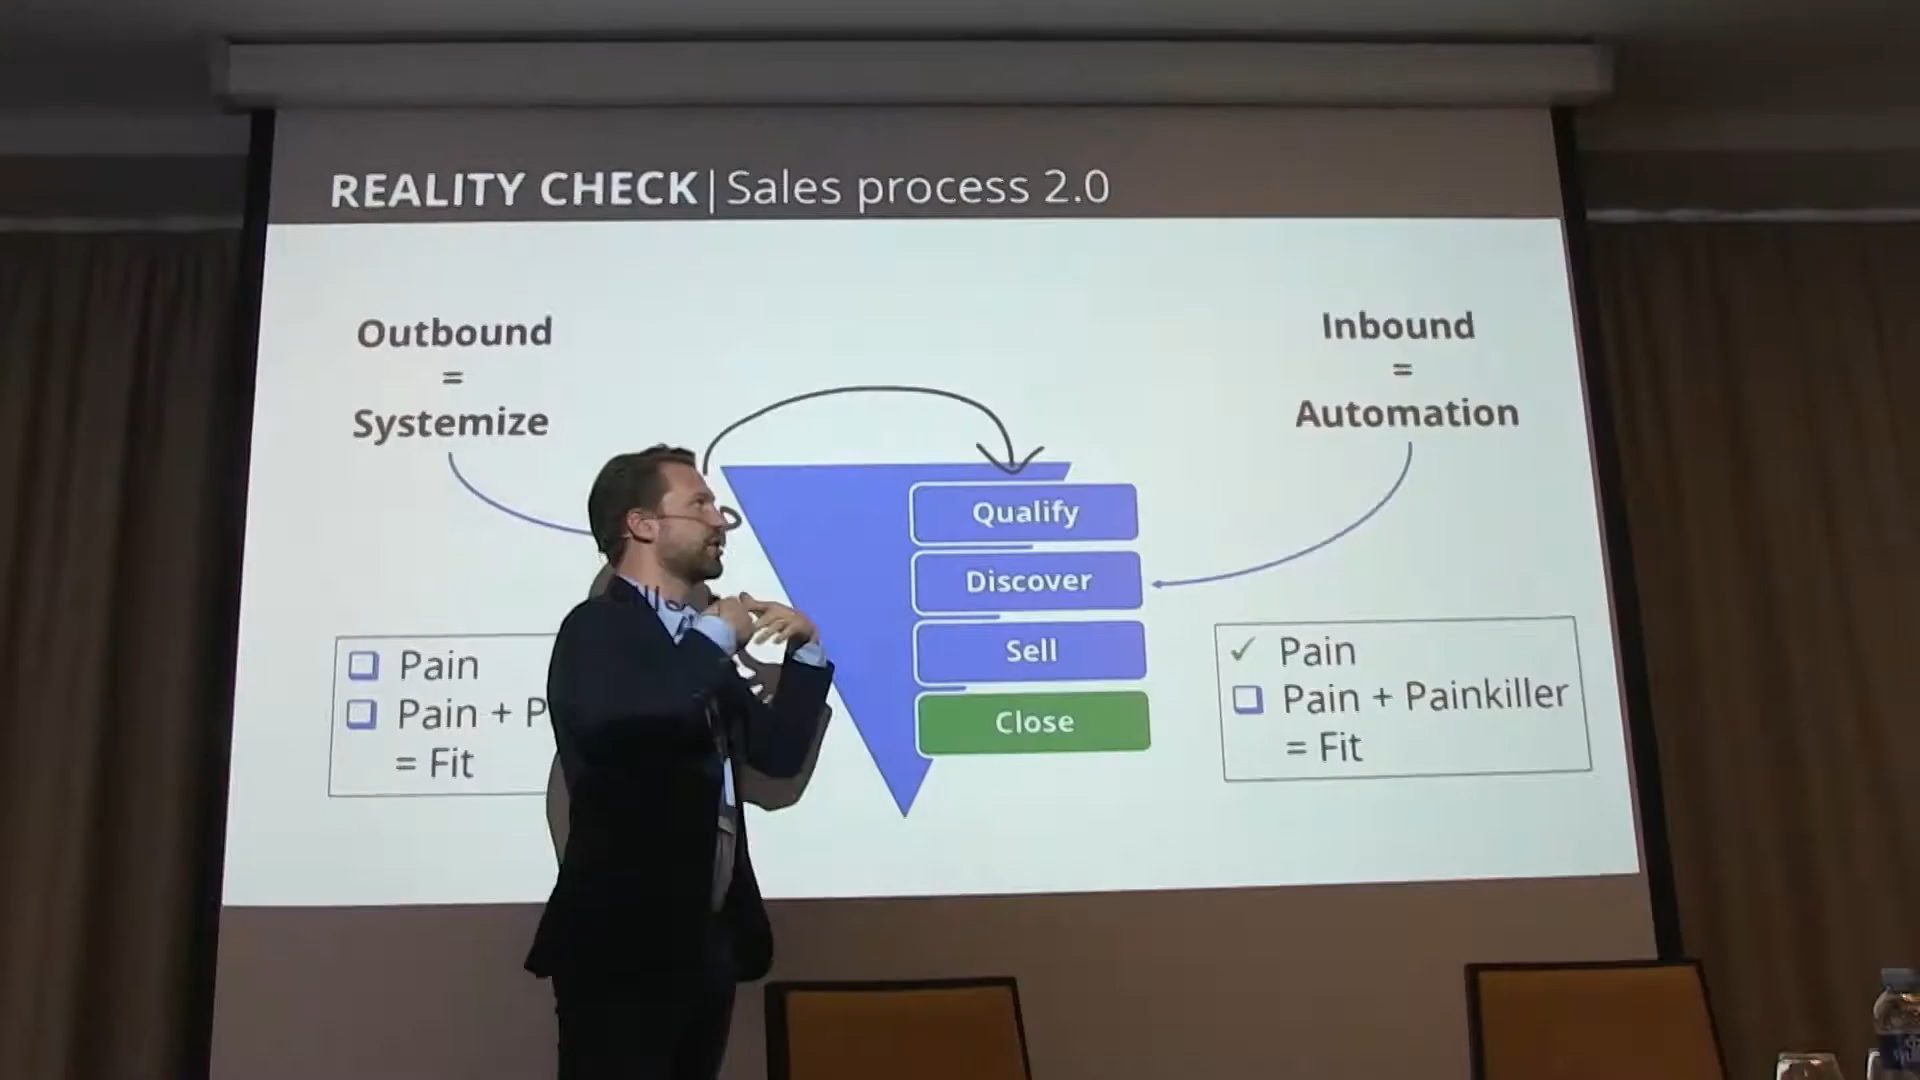 REALITY CHECK|Sales process 2.0
Outbound
=
Systemize
Inbound
=
Automation
Qualify
Discover
Sell
Close
Pain
Pain + P
= Fit
✓ Pain
Pain + Painkiller
= Fit